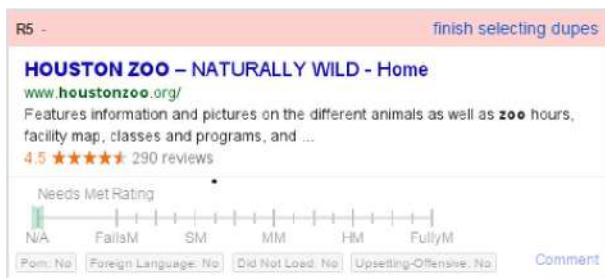 R5 - finish selecting dupes
HOUSTON ZOO – NATURALLY WILD - Home
www.houstonzoo.org/
Features information and pictures on the different animals as well as zoo hours,
facility map, classes and programs, and ...
4.5 ★★★★★ 290 reviews
Needs Met Rating
N/A FailsM SM MM HM FullyM
Porn: No Foreign Language: No Did Not Load: No Upsetting-Offensive: No Comment